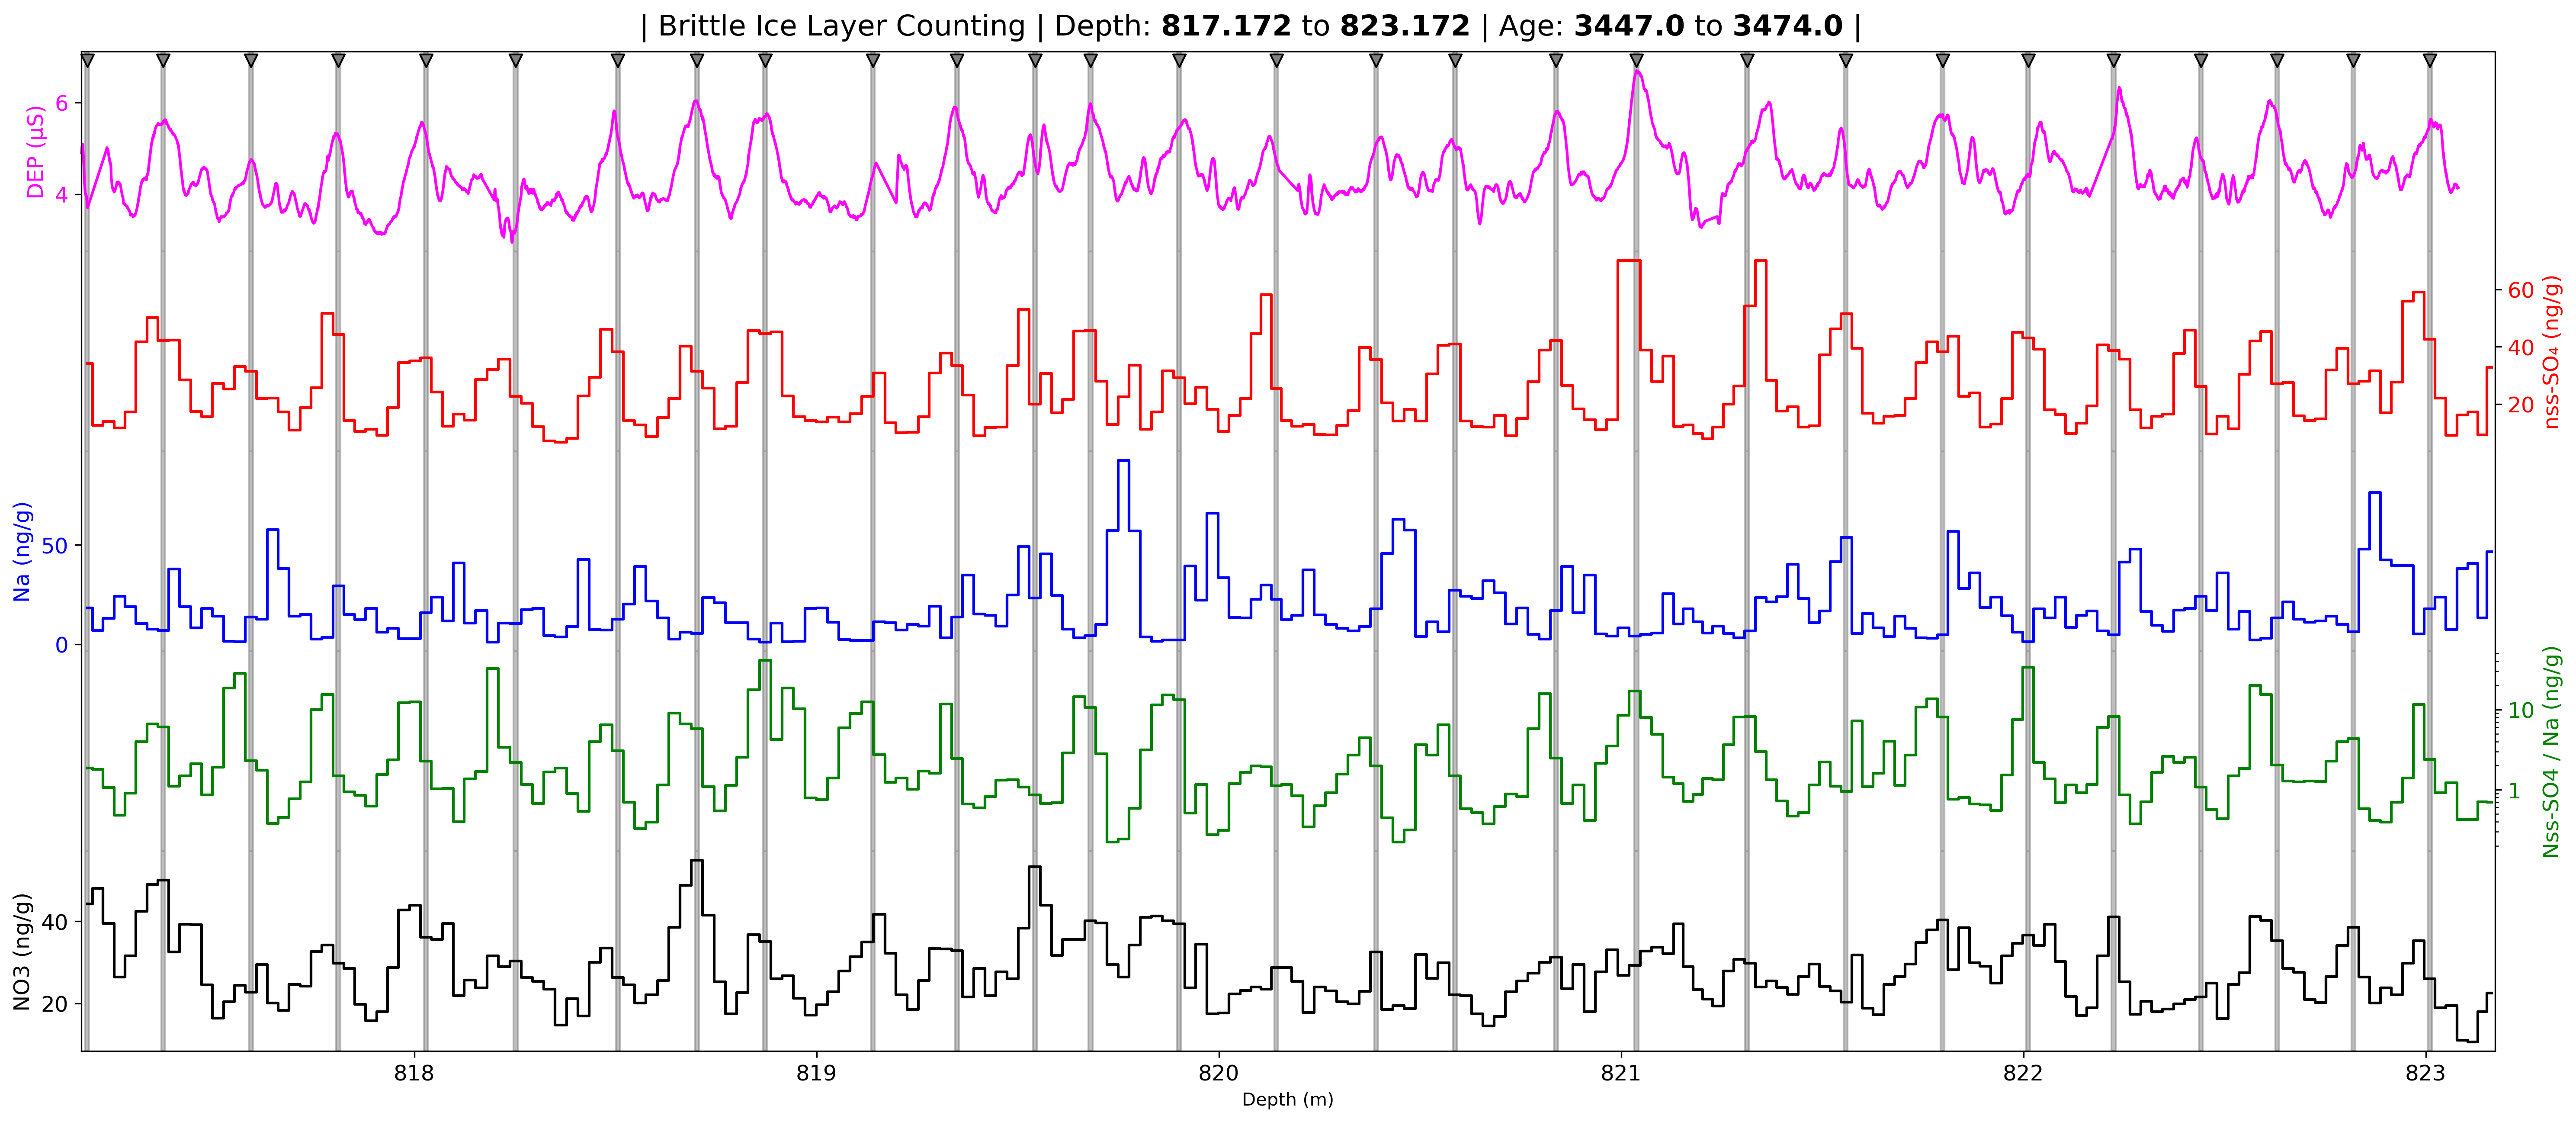 | Brittle Ice Layer Counting | Depth: 817.172 to 823.172 | Age: 3447.0 to 3474.0 |
DEP (µS)
6
4
nss-SO₄ (ng/g)
60
40
20
Na (ng/g)
50
0
Nss-SO4 / Na (ng/g)
10
1
NO3 (ng/g)
40
20
818
819
820
821
822
823
Depth (m)